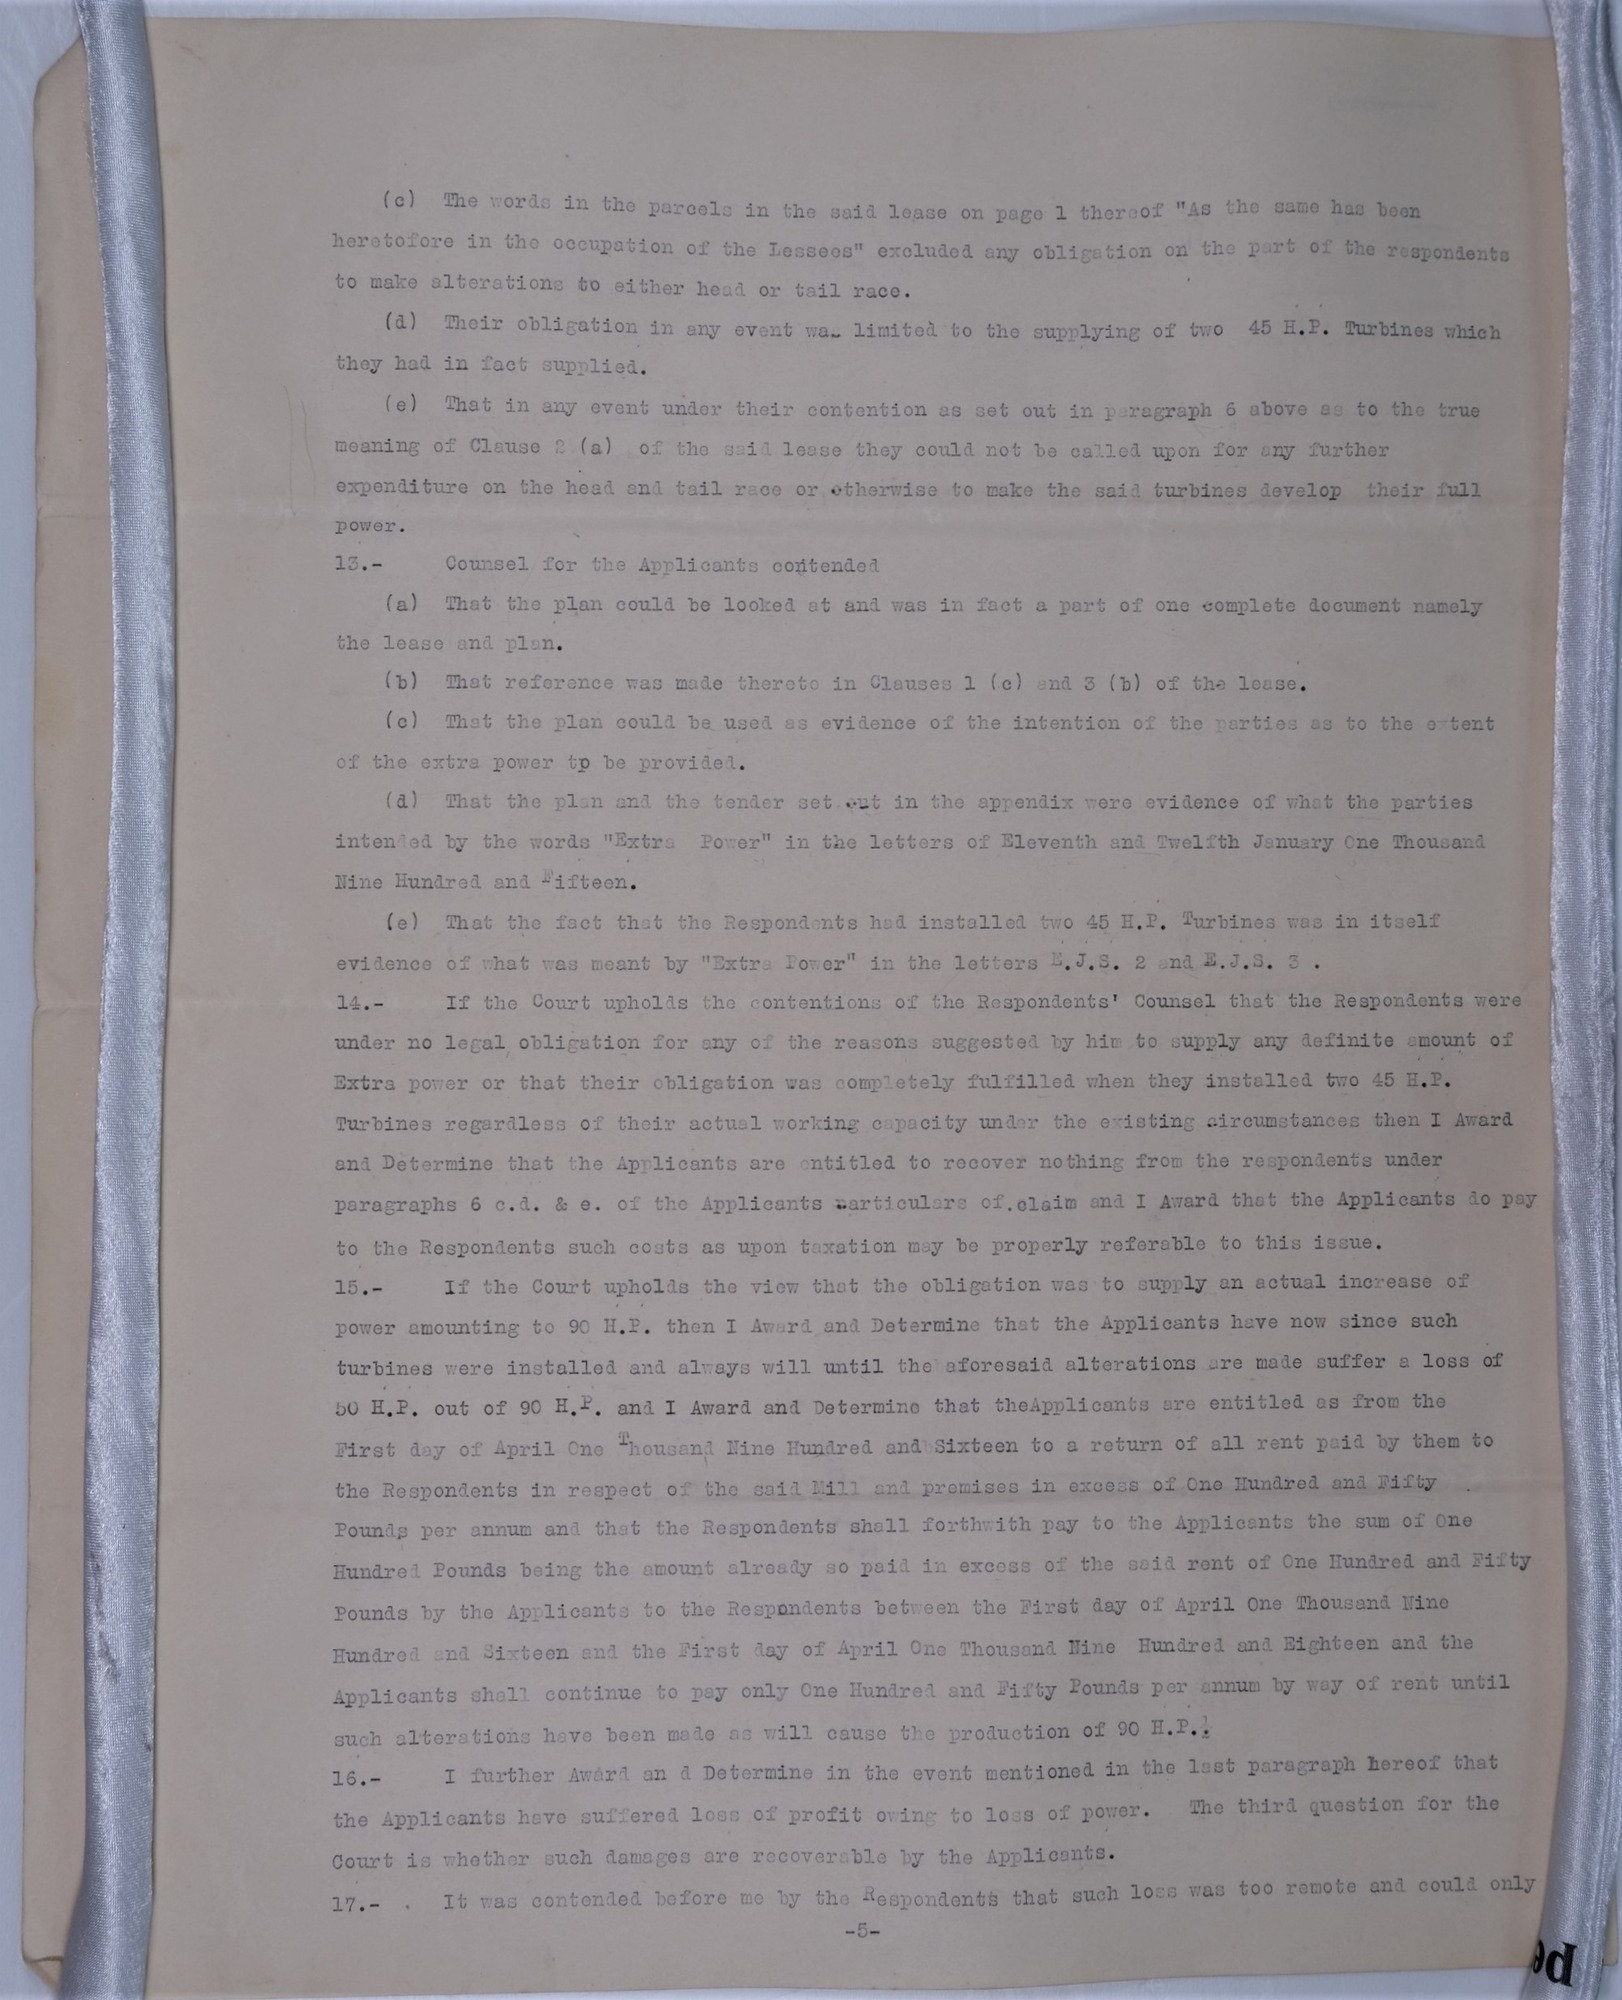 (c) The words in the parcels in the said lease on page 1 thereof "As the same has been
heretofore in the occupation of the Lessees" excluded any obligation on the part of the respondents
to make alterations to either head or tail race.
(d) Their obligation in any event was limited to the supplying of two 45 H.P. Turbines which
they had in fact supplied.
(e) That in any event under their contention as set out in paragraph 6 above as to the true
meaning of Clause 2 (a) of the said lease they could not be called upon for any further
expenditure on the head and tail race or otherwise to make the said turbines develop their full
power.
13.- Counsel for the Applicants contended
(a) That the plan could be looked at and was in fact a part of one complete document namely
the lease and plan.
(b) That reference was made thereto in Clauses 1 (c) and 3 (b) of the lease.
(c) That the plan could be used as evidence of the intention of the parties as to the extent
of the extra power tp be provided.
(d) That the plan and the tender set out in the appendix were evidence of what the parties
intended by the words "Extra Power" in the letters of Eleventh and Twelfth January One Thousand
Nine Hundred and Fifteen.
(e) That the fact that the Respondents had installed two 45 H.P. Turbines was in itself
evidence of what was meant by "Extra Power" in the letters E.J.S. 2 and E.J.S. 3 .
14.- If the Court upholds the contentions of the Respondents' Counsel that the Respondents were
under no legal obligation for any of the reasons suggested by him to supply any definite amount of
Extra power or that their obligation was completely fulfilled when they installed two 45 H.P.
Turbines regardless of their actual working capacity under the existing circumstances then I Award
and Determine that the Applicants are entitled to recover nothing from the respondents under
paragraphs 6 c.d. & e. of the Applicants particulars of.claim and I Award that the Applicants do pay
to the Respondents such costs as upon taxation may be properly referable to this issue.
15.- If the Court upholds the view that the obligation was to supply an actual increase of
power amounting to 90 H.P. then I Award and Determine that the Applicants have now since such
turbines were installed and always will until the aforesaid alterations are made suffer a loss of
50 H.P. out of 90 H.P. and I Award and Determine that theApplicants are entitled as from the
First day of April One Thousand Nine Hundred and Sixteen to a return of all rent paid by them to
the Respondents in respect of the said Mill and premises in excess of One Hundred and Fifty
Pounds per annum and that the Respondents shall forthwith pay to the Applicants the sum of One
Hundred Pounds being the amount already so paid in excess of the said rent of One Hundred and Fifty
Pounds by the Applicants to the Respondents between the First day of April One Thousand Nine
Hundred and Sixteen and the First day of April One Thousand Nine Hundred and Eighteen and the
Applicants shall continue to pay only One Hundred and Fifty Pounds per annum by way of rent until
such alterations have been made as will cause the production of 90 H.P.
16.- I further Award an d Determine in the event mentioned in the last paragraph hereof that
the Applicants have suffered loss of profit owing to loss of power. The third question for the
Court is whether such damages are recoverable by the Applicants.
17.- . It was contended before me by the Respondents that such loss was too remote and could only
-5-